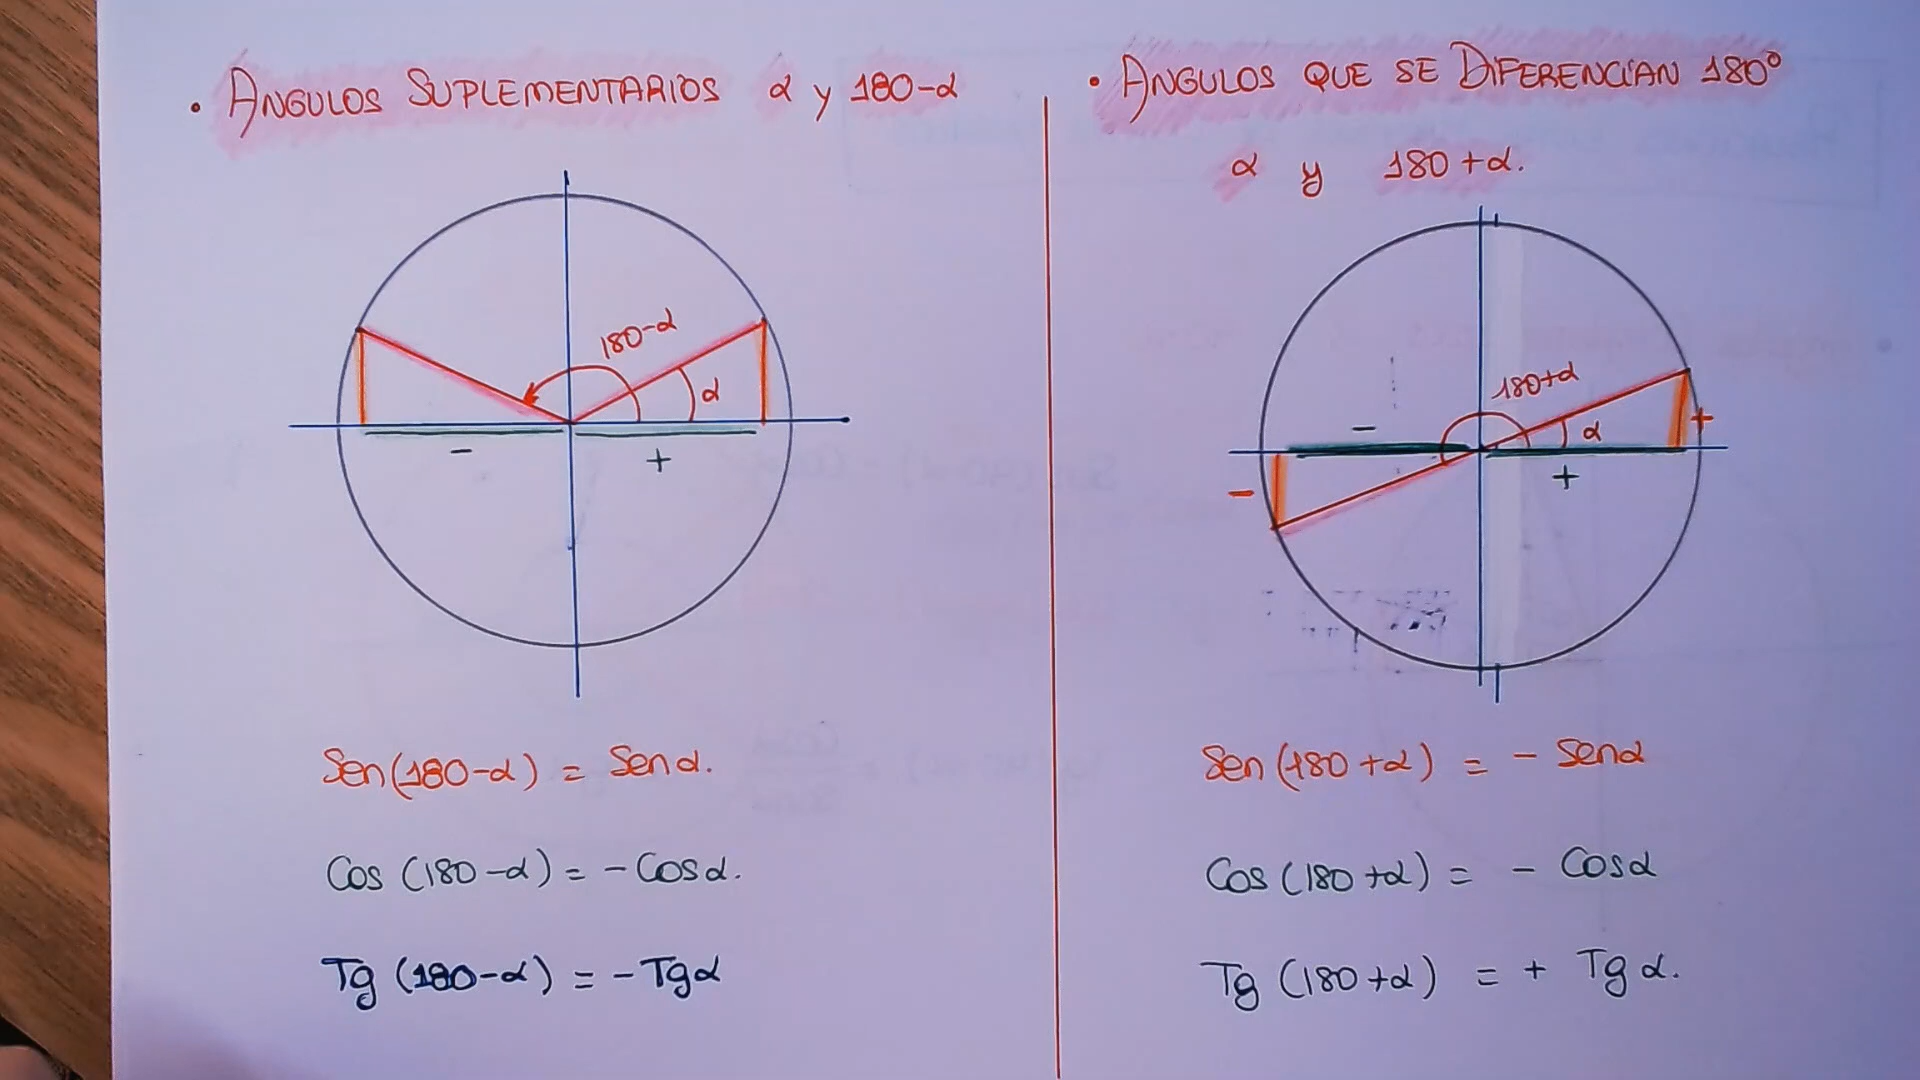 • ANGULOS SUPLEMENTARIOS α y 180-α
180-α
α
-
+
Sen(180-α) = Senα.
Cos (180-α) = - Cosα.
Tg (180-α) = - Tgα
• ANGULOS QUE SE DIFERENCIAN 180º
α y 180+α.
180+α
α
-
+
-
+
Sen (180+α) = - Senα
Cos (180+α) = - Cosα
Tg (180+α) = + Tg α.